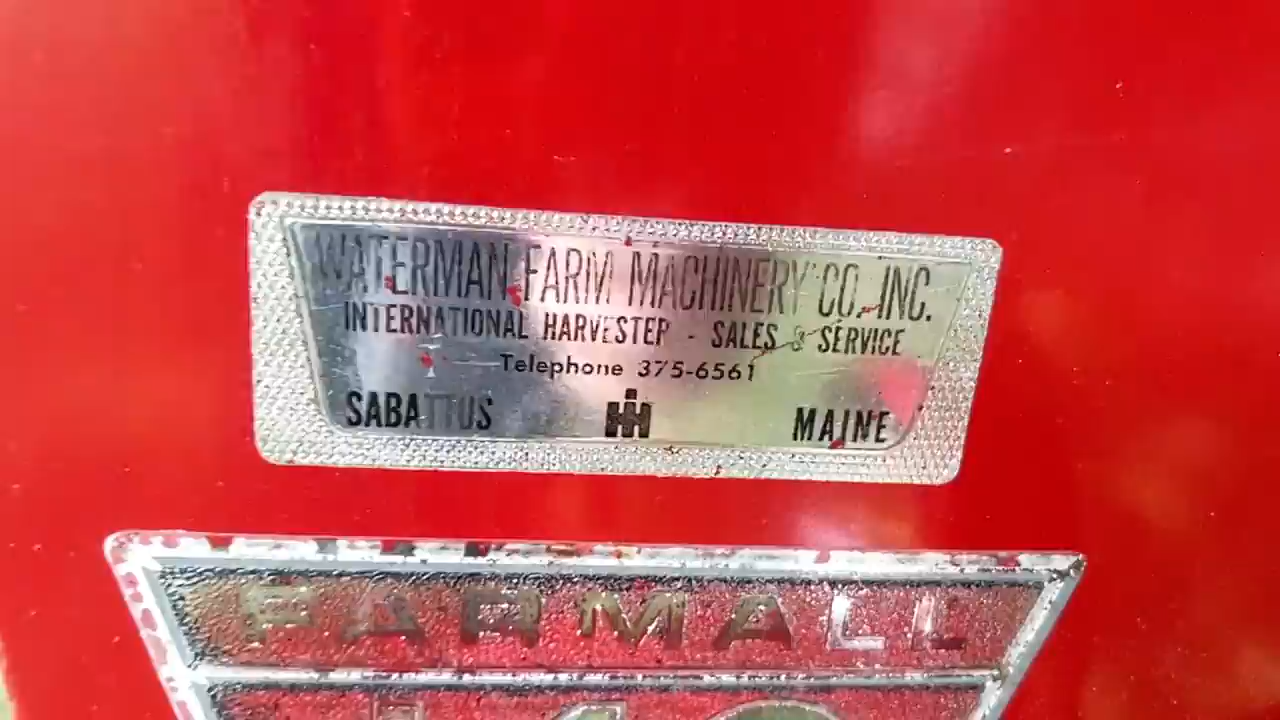 WATERMAN FARM MACHINERY CO. INC.
INTERNATIONAL HARVESTER - SALES & SERVICE
Telephone 375-6561
SABATTUS IH MAINE
FARMALL